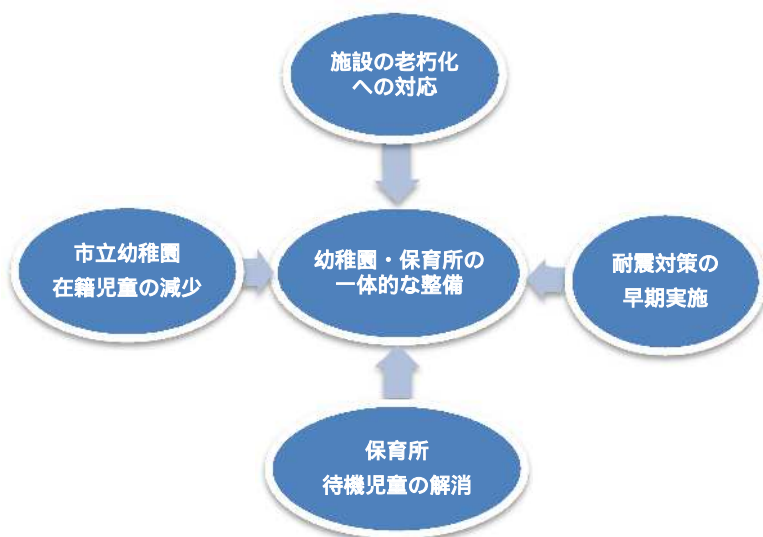 施設の老朽化
への対応
市立幼稚園
在籍児童の減少
幼稚園・保育所の
一体的な整備
耐震対策の
早期実施
保育所
待機児童の解消